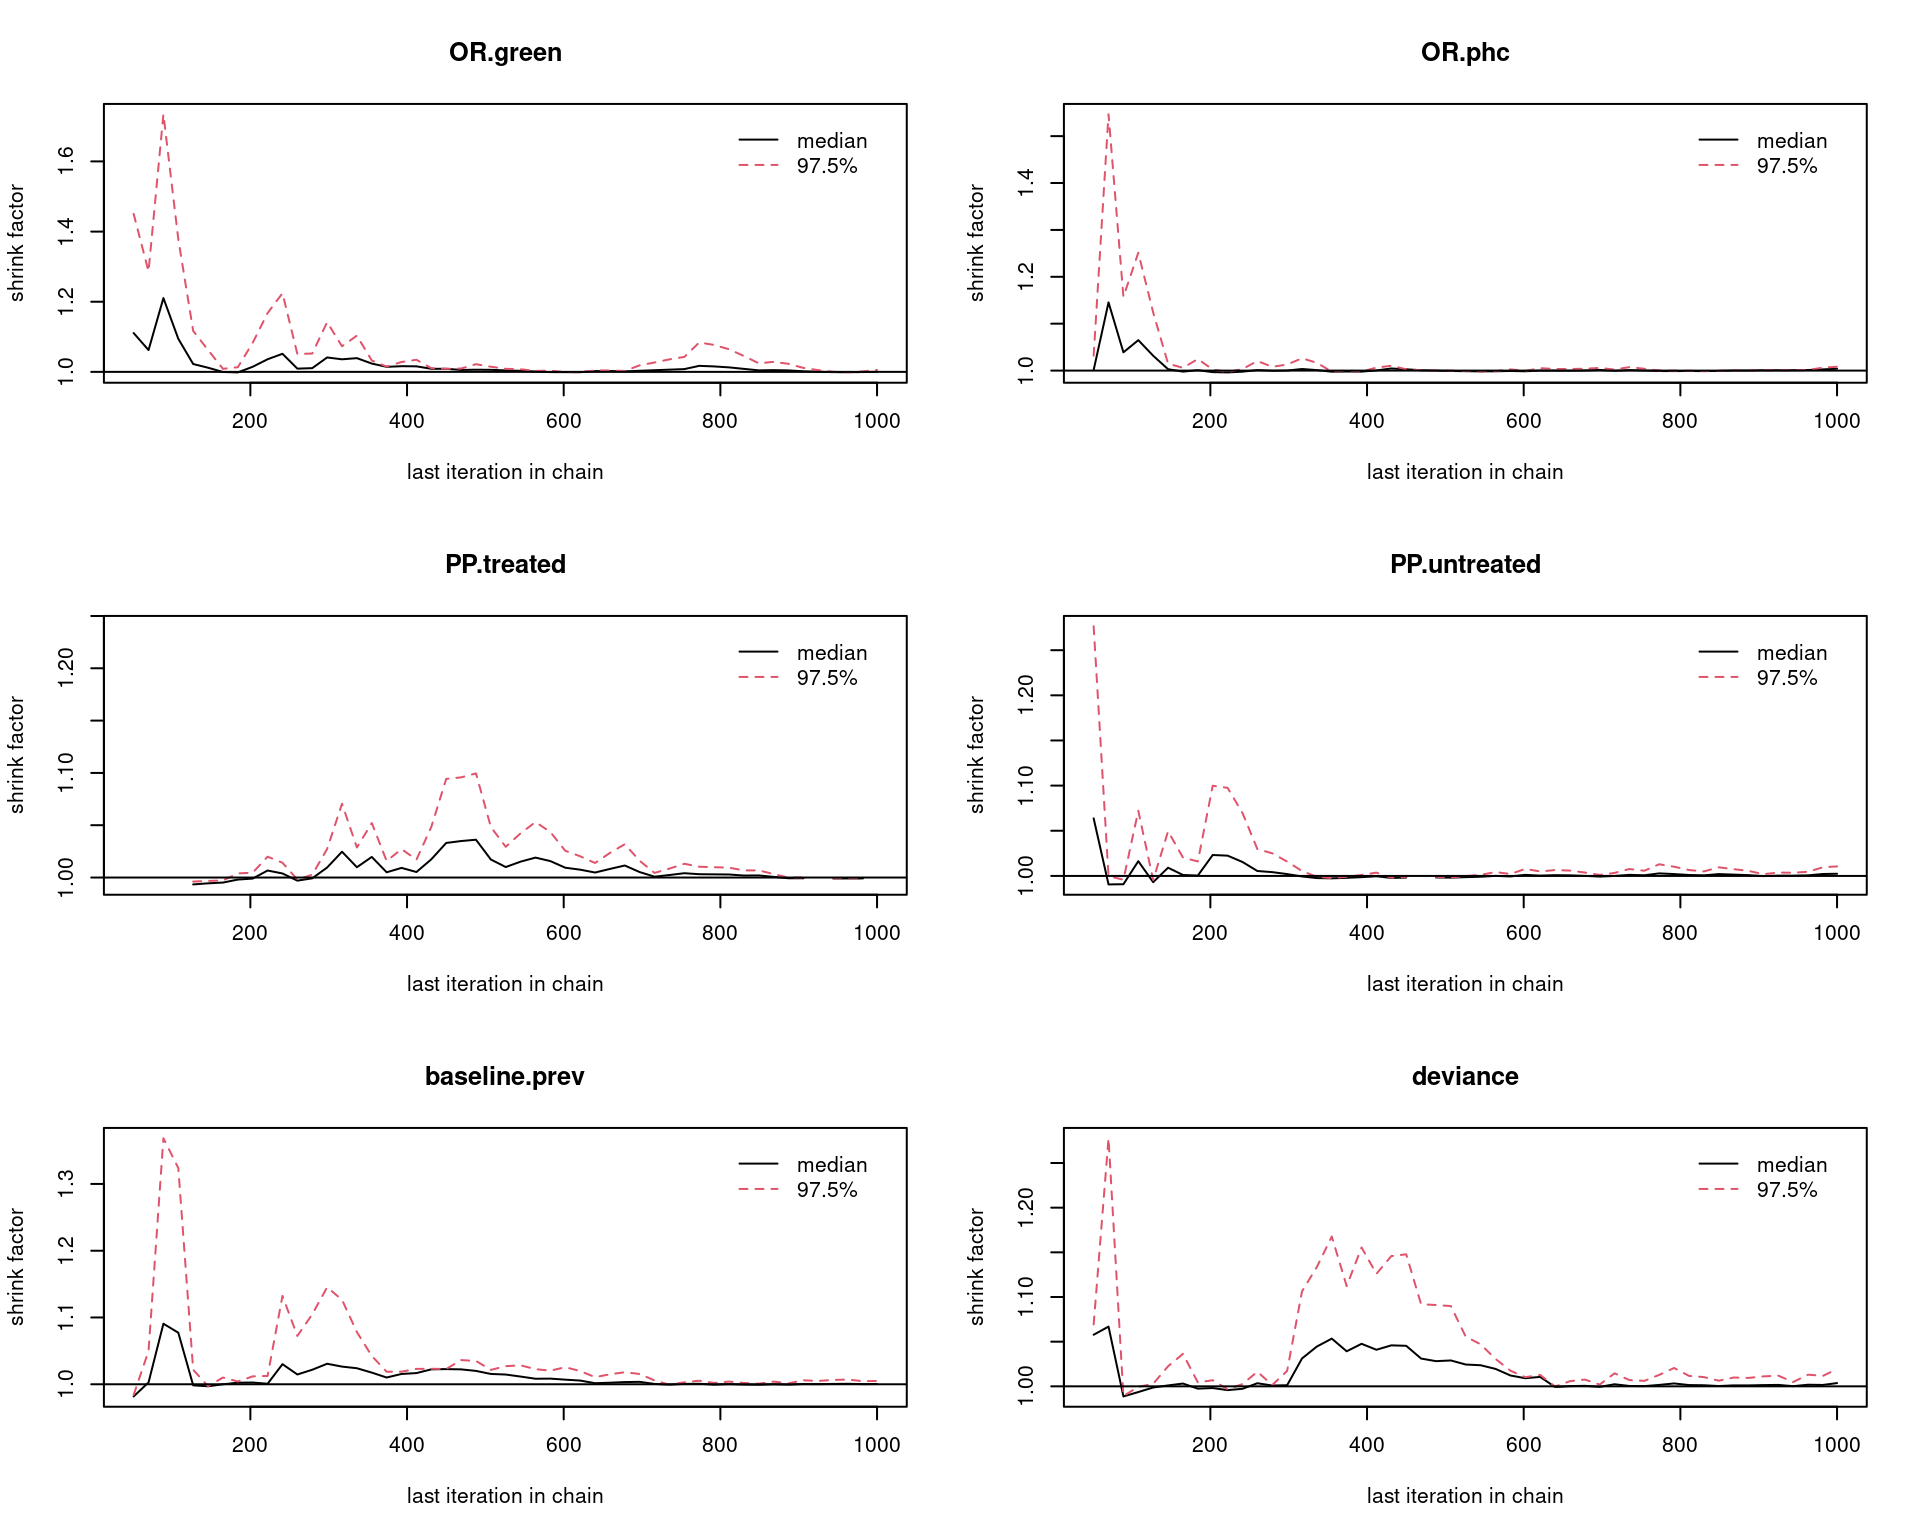 OR.green
shrink factor
1.0 1.2 1.4 1.6
median
97.5%
200 400 600 800 1000
last iteration in chain
OR.phc
shrink factor
1.0 1.2 1.4
median
97.5%
200 400 600 800 1000
last iteration in chain
PP.treated
shrink factor
1.00 1.10 1.20
median
97.5%
200 400 600 800 1000
last iteration in chain
PP.untreated
shrink factor
1.00 1.10 1.20
median
97.5%
200 400 600 800 1000
last iteration in chain
baseline.prev
shrink factor
1.0 1.1 1.2 1.3
median
97.5%
200 400 600 800 1000
last iteration in chain
deviance
shrink factor
1.00 1.10 1.20
median
97.5%
200 400 600 800 1000
last iteration in chain